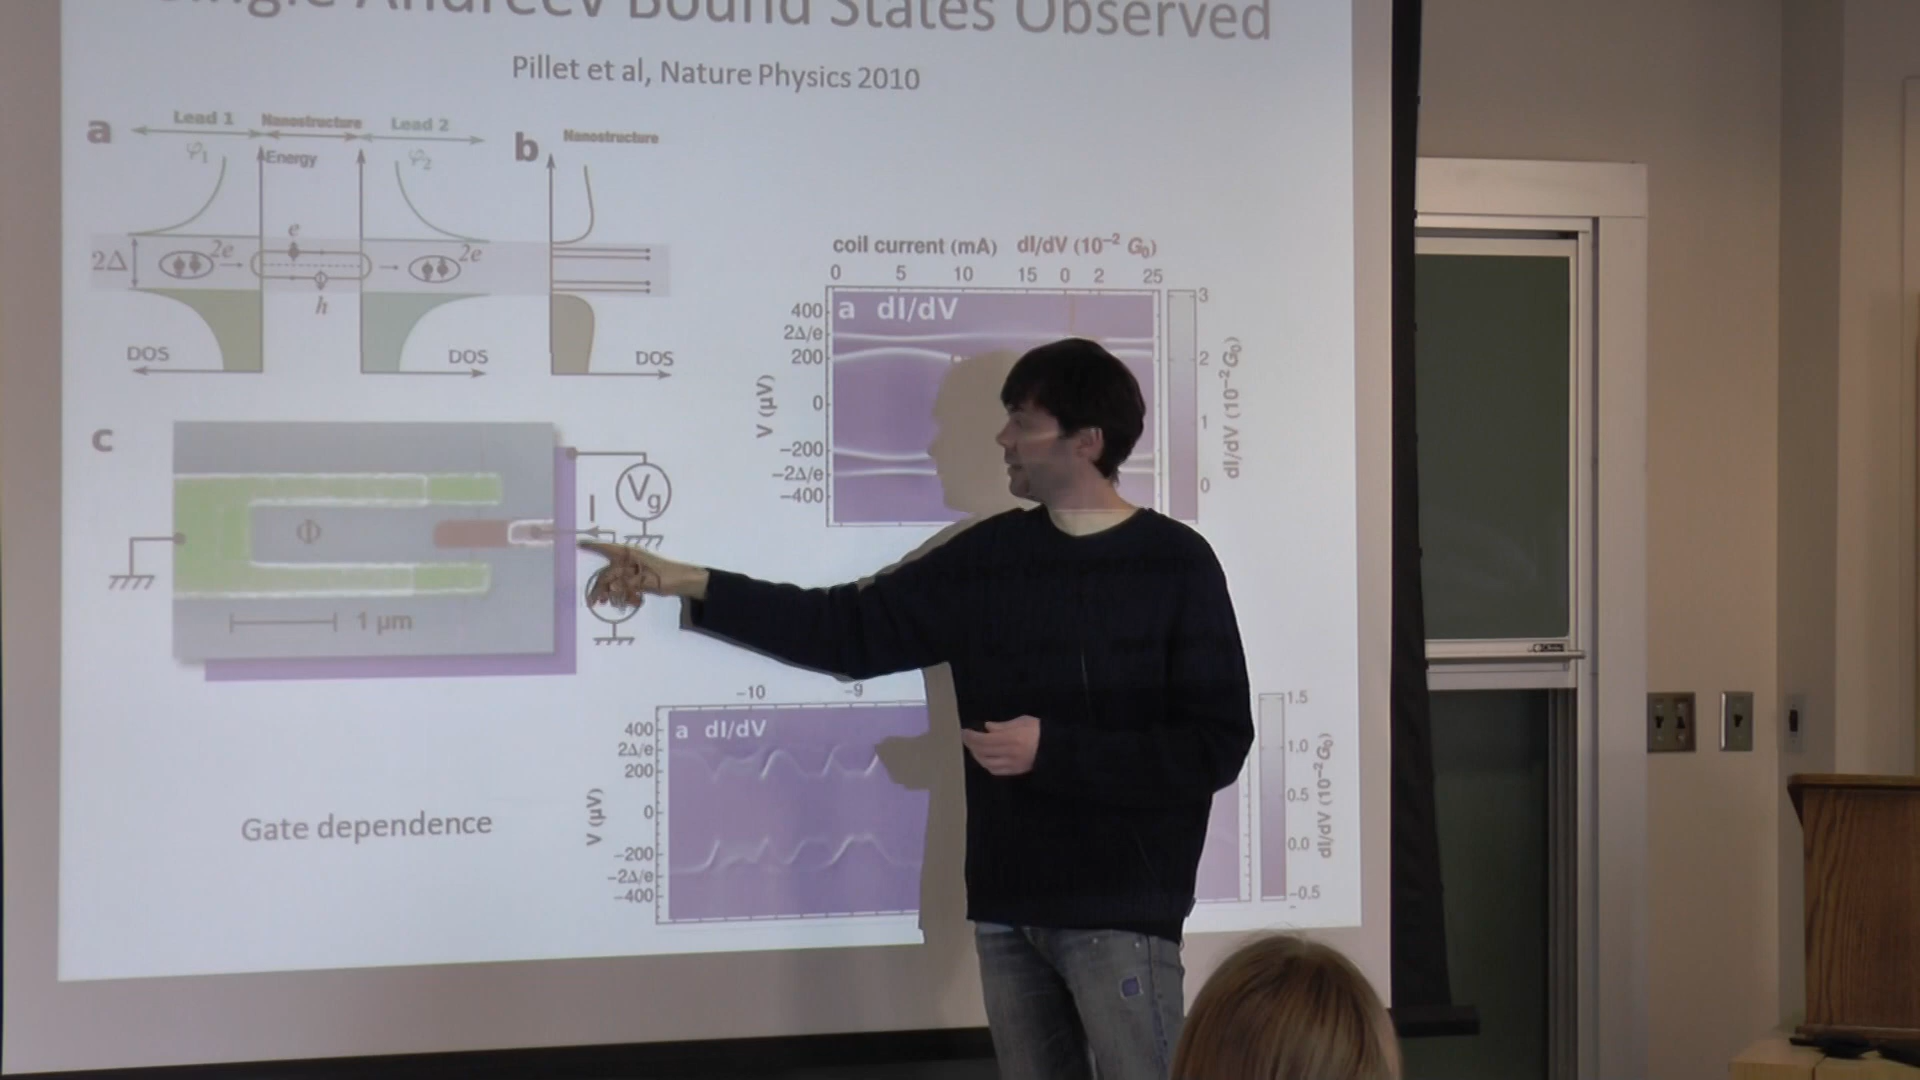 Andreev Bound States Observed
Pillet et al, Nature Physics 2010
a
Lead 1
Nanostructure
Lead 2
b
Nanostructure
φ₁
Energy
φ₂
e
2Δ
2e
2e
h
DOS
DOS
DOS
coil current (mA) dI/dV (10⁻² G₀)
0 5 10 15 0 2 25
a dI/dV
400
2Δ/e
200
0
-200
-2Δ/e
-400
V (µV)
3
2
1
0
dI/dV (10⁻² G₀)
c
Φ
1 µm
Vg
I
-10 -9
a dI/dV
400
2Δ/e
200
0
-200
-2Δ/e
-400
V (µV)
1.5
1.0
0.5
0.0
-0.5
dI/dV (10⁻² G₀)
Gate dependence